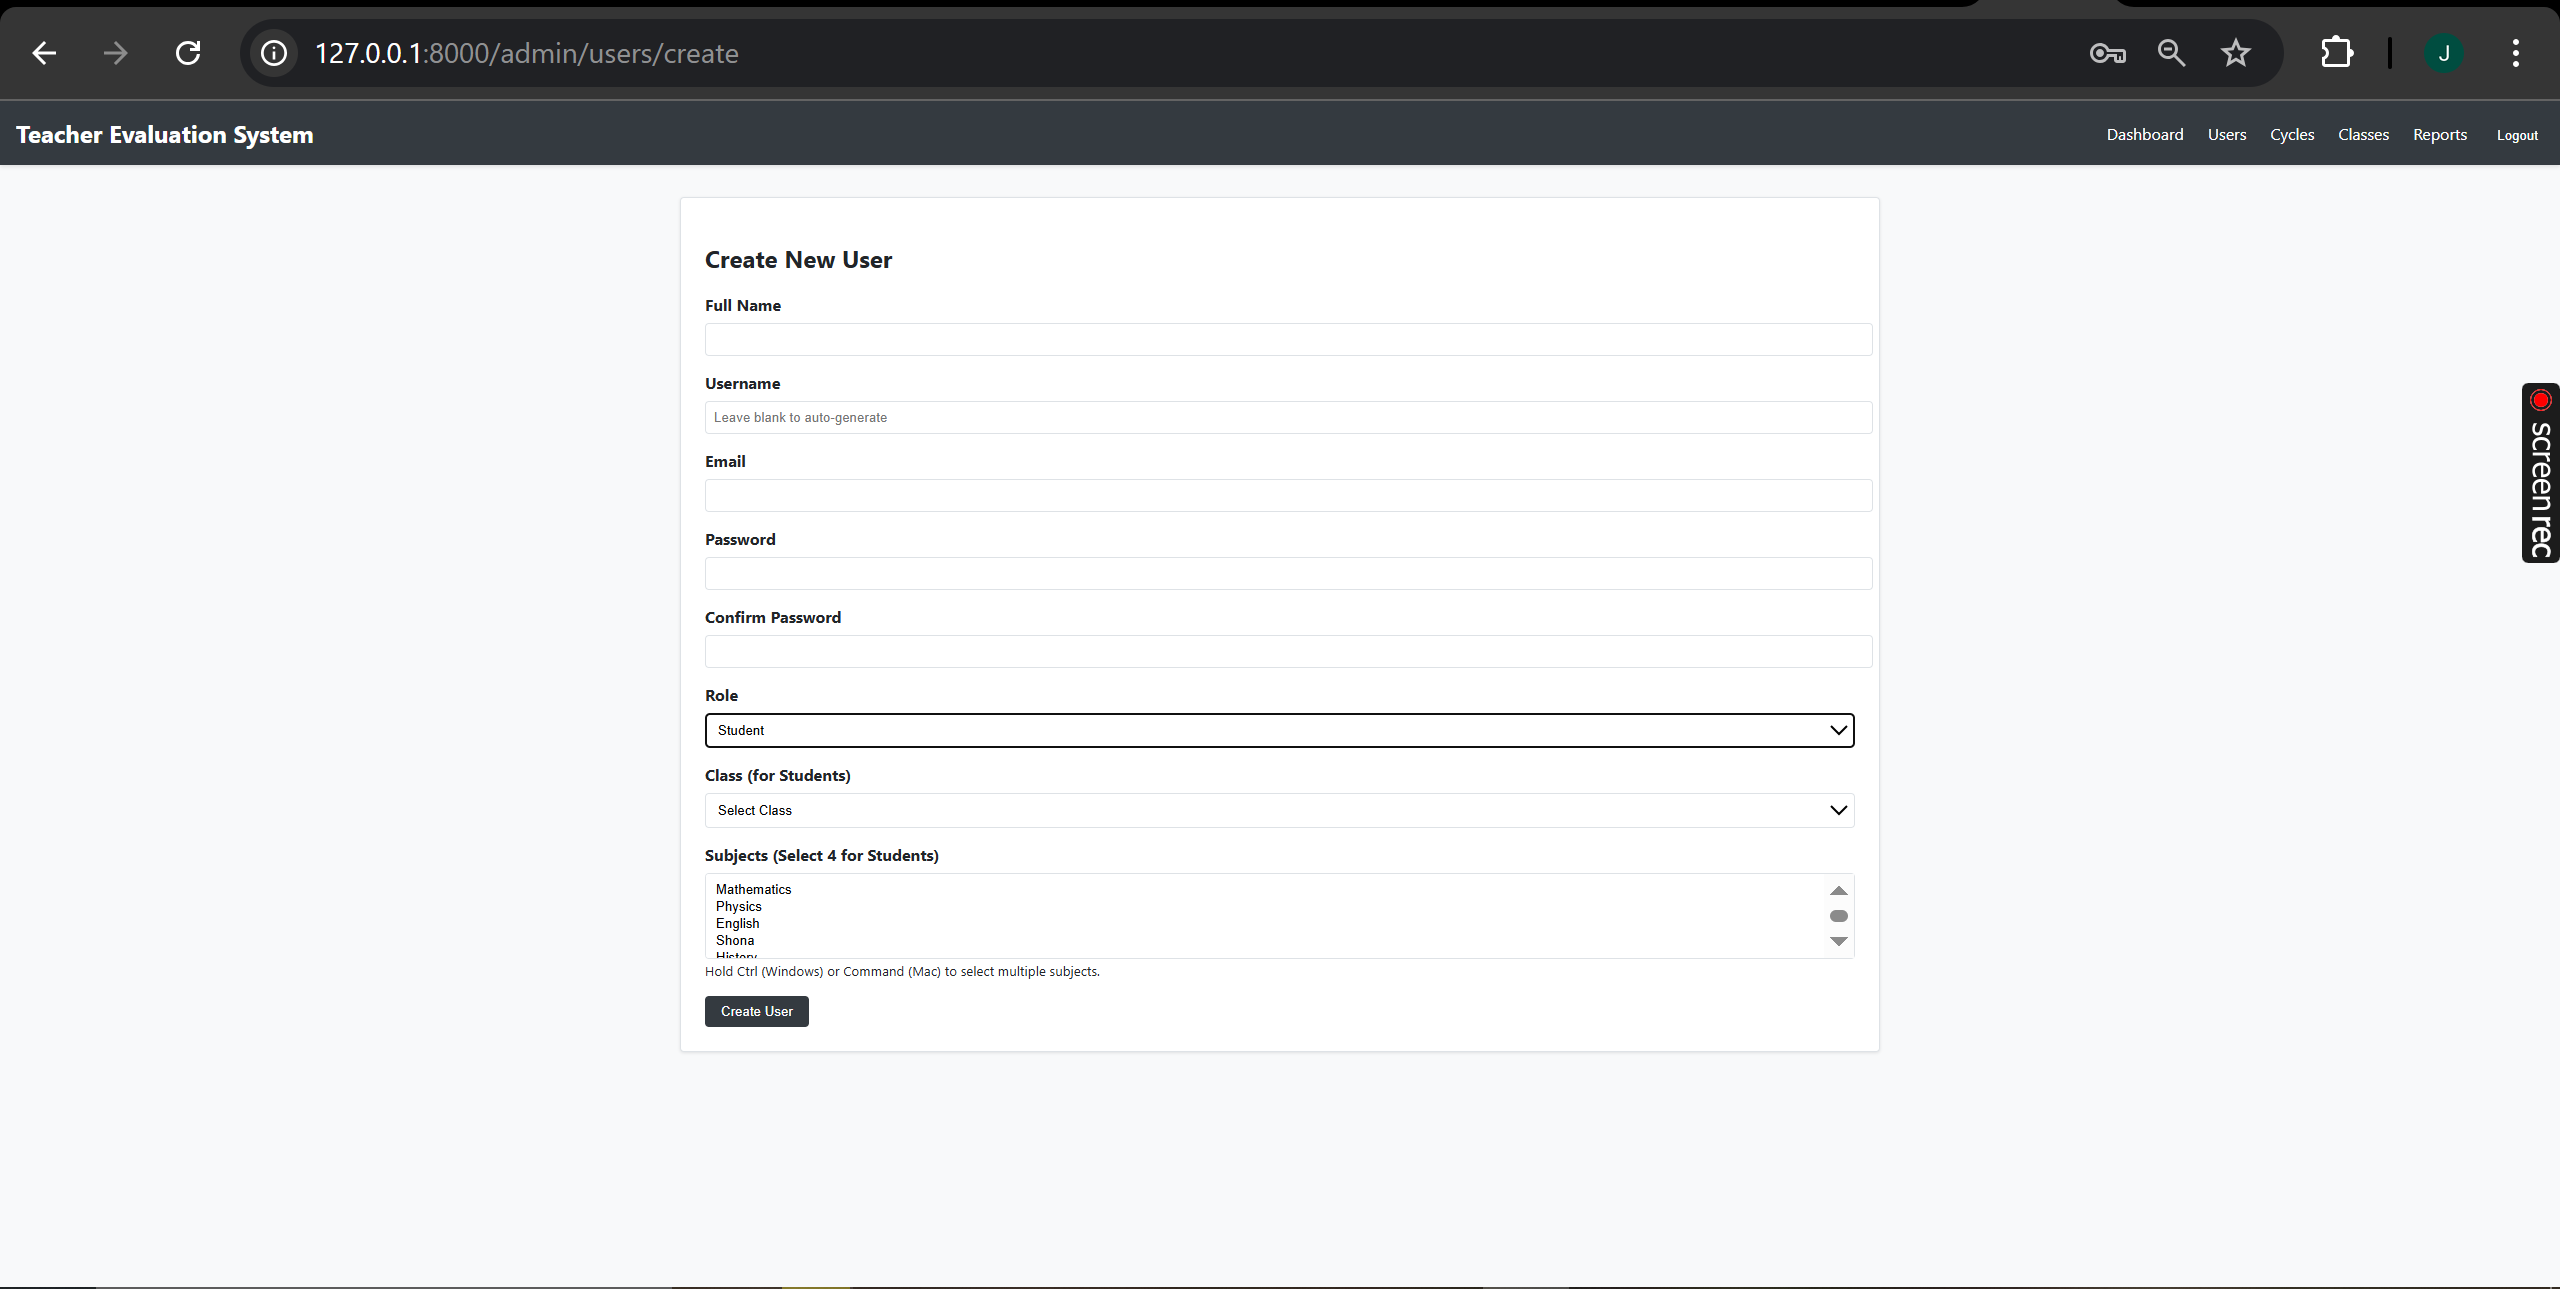 127.0.0.1:8000/admin/users/create
J
Teacher Evaluation System
Dashboard Users Cycles Classes Reports Logout
Create New User
Full Name
Username
Leave blank to auto-generate
Email
Password
Confirm Password
Role
Student
Class (for Students)
Select Class
Subjects (Select 4 for Students)
Mathematics
Physics
English
Shona
History
Hold Ctrl (Windows) or Command (Mac) to select multiple subjects.
Create User
screenrec